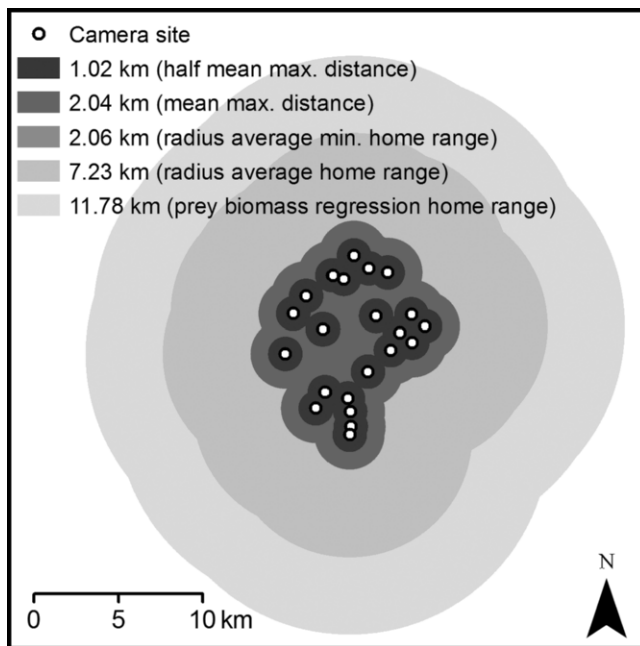 Camera site
1.02 km (half mean max. distance)
2.04 km (mean max. distance)
2.06 km (radius average min. home range)
7.23 km (radius average home range)
11.78 km (prey biomass regression home range)
N
0 5 10 km